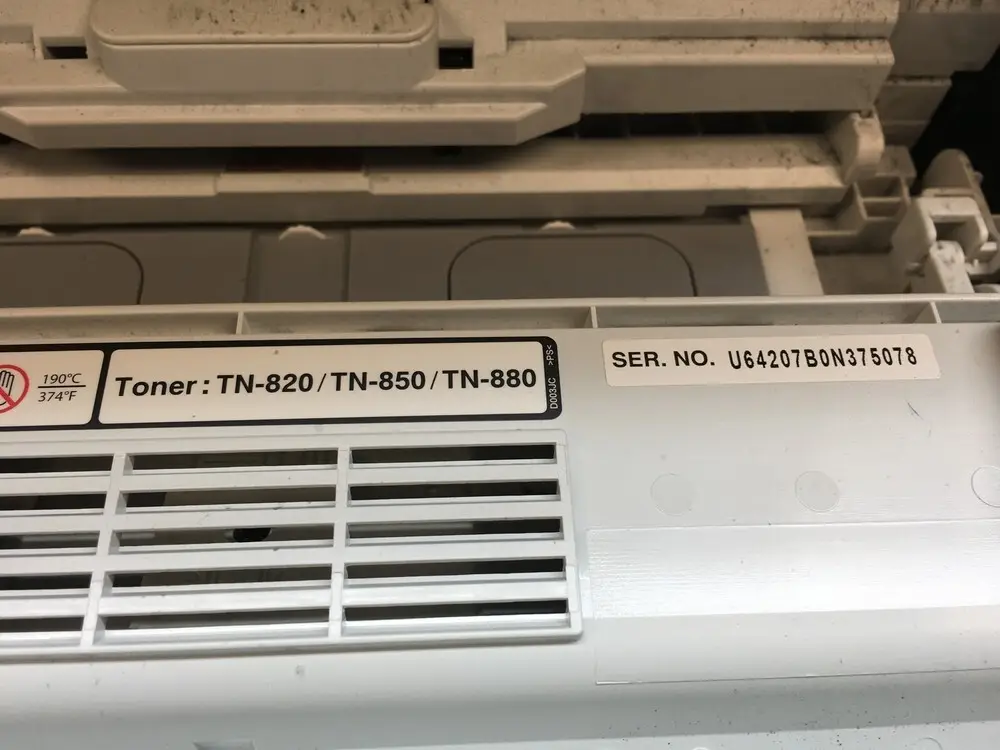 190°C
374°F
Toner : TN-820 / TN-850 / TN-880
D003JC >PS<
SER. NO. U64207B0N375078